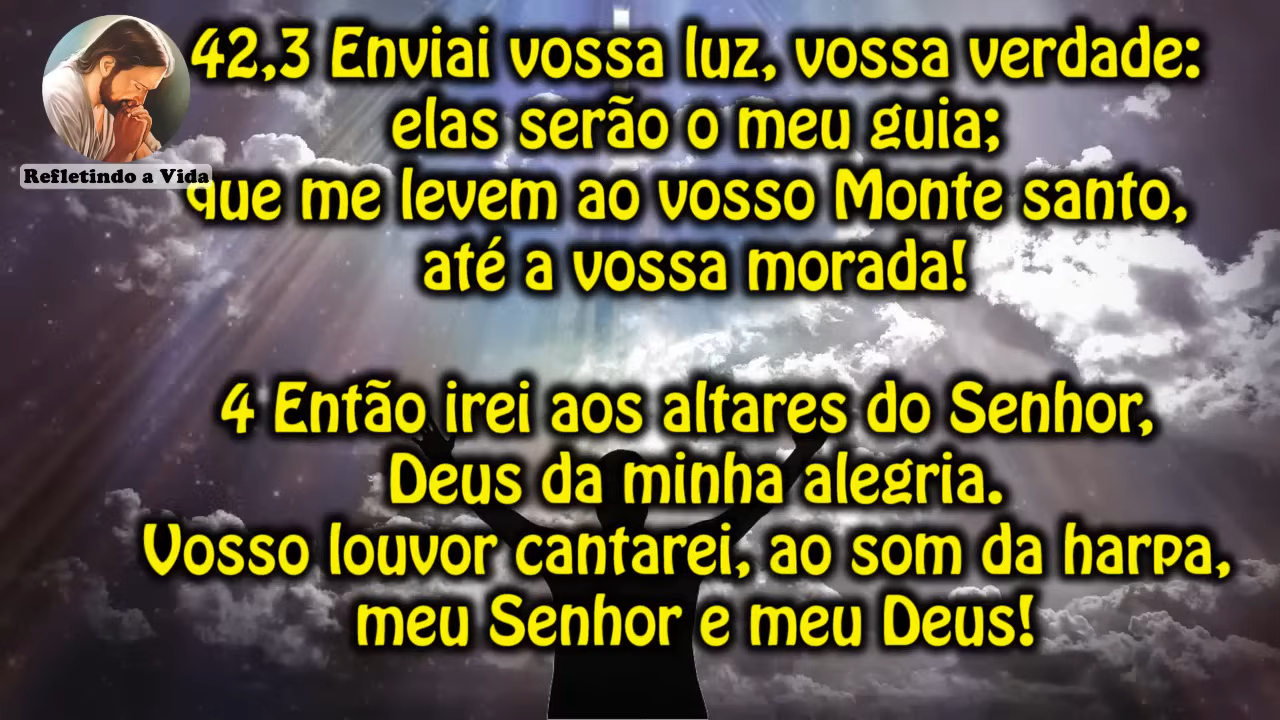 42,3 Enviai vossa luz, vossa verdade:
elas serão o meu guia;
que me levem ao vosso Monte santo,
até a vossa morada!
4 Então irei aos altares do Senhor,
Deus da minha alegria.
Vosso louvor cantarei, ao som da harpa,
meu Senhor e meu Deus!
Refletindo a Vida